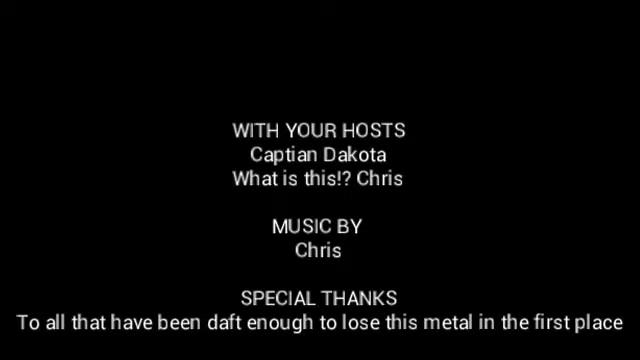 WITH YOUR HOSTS
Captian Dakota
What is this!? Chris
MUSIC BY
Chris
SPECIAL THANKS
To all that have been daft enough to lose this metal in the first place